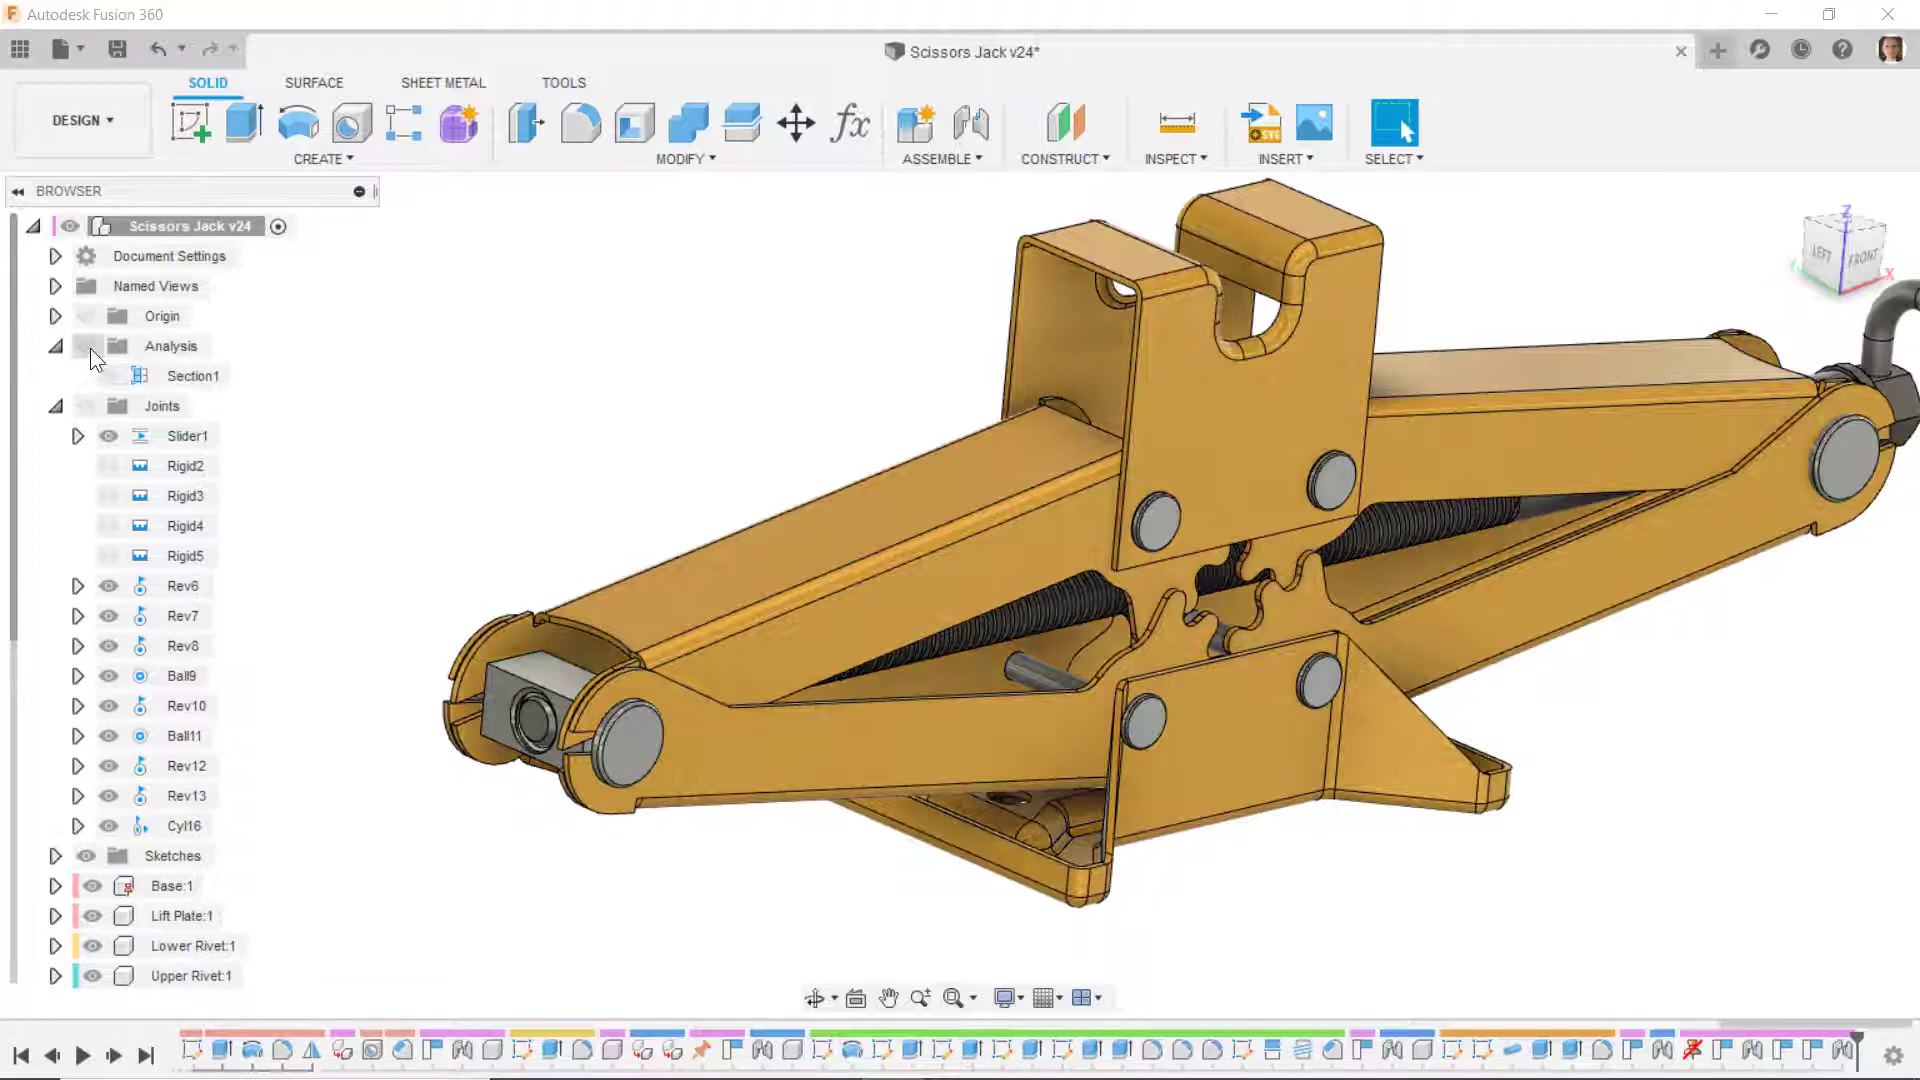 Autodesk Fusion 360
Scissors Jack v24*
SOLID
SURFACE
SHEET METAL
TOOLS
DESIGN
CREATE
MODIFY
ASSEMBLE
CONSTRUCT
INSPECT
INSERT
SELECT
BROWSER
Scissors Jack v24
Document Settings
Named Views
Origin
Analysis
Section1
Joints
Slider1
Rigid2
Rigid3
Rigid4
Rigid5
Rev6
Rev7
Rev8
Ball9
Rev10
Ball11
Rev12
Rev13
Cyl16
Sketches
Base:1
Lift Plate:1
Lower Rivet:1
Upper Rivet:1
Z
LEFT
FRONT
X
fx
SVG